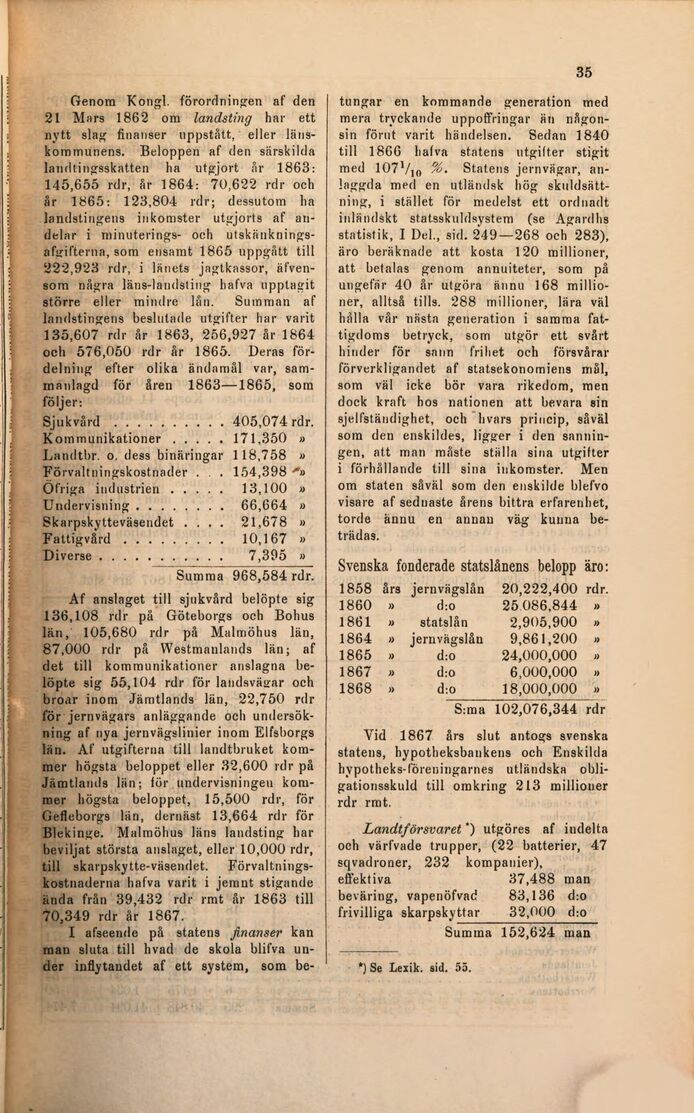 35
Genom Kongl. förordningen af den
21 Mars 1862 om landsting har ett
nytt slag finanser uppstått, eller läns-
kommunens. Beloppen af den särskilda
landtingsskatten ha utgjort år 1863:
145,655 rdr, år 1864: 70,622 rdr och
år 1865: 123,804 rdr; dessutom ha
landstingens inkomster utgjorts af an-
delar i minuterings- och utskänknings-
afgifterna, som ensamt 1865 uppgått till
222,923 rdr, i länets jagtkassor, äfven-
som några läns-landsting hafva upptagit
större eller mindre lån. Summan af
landstingens beslutade utgifter har varit
135,607 rdr år 1863, 256,927 år 1864
och 576,050 rdr år 1865. Deras för-
delning efter olika ändamål var, sam-
manlagd för åren 1863—1865, som
följer:
Sjukvård . . . . . . . . . . 405,074 rdr.
Kommunikationer . . . . . 171,350 »
Landtbr. o. dess binäringar 118,758 »
Förvaltningskostnader . . . 154,398 »
Öfriga industrien . . . . . 13,100 »
Undervisning . . . . . . . . 66,664 »
Skarpskytteväsendet . . . . 21,678 »
Fattigvård . . . . . . . . . 10,167 »
Diverse . . . . . . . . . . . 7,395 »
Summa 968,584 rdr.
Af anslaget till sjukvård belöpte sig
136,108 rdr på Göteborgs och Bohus
län, 105,680 rdr på Malmöhus län,
87,000 rdr på Westmanlands län; af
det till kommunikationer anslagna be-
löpte sig 55,104 rdr för landsvägar och
broar inom Jämtlands län, 22,750 rdr
för jernvägars anläggande och undersök-
ning af nya jernvägslinier inom Elfsborgs
län. Af utgifterna till landtbruket kom-
mer högsta beloppet eller 32,600 rdr på
Jämtlands län; för undervisningen kom-
mer högsta beloppet, 15,500 rdr, för
Gefleborgs län, dernäst 13,664 rdr för
Blekinge. Malmöhus läns landsting har
beviljat största anslaget, eller 10,000 rdr,
till skarpskytte-väsendet. Förvaltnings-
kostnaderna hafva varit i jemnt stigande
ända från 39,432 rdr rmt år 1863 till
70,349 rdr år 1867.
I afseende på statens finanser kan
man sluta till hvad de skola blifva un-
der inflytandet af ett system, som be-
tungar en kommande generation med
mera tryckande uppoffringar än någon-
sin förut varit händelsen. Sedan 1840
till 1866 hafva statens utgifter stigit
med 107¹/₁₀ %. Statens jernvägar, an-
laggda med en utländsk hög skuldsätt-
ning, i stället för medelst ett ordnadt
inländskt statsskuldsystem (se Agardhs
statistik, I Del., sid. 249—268 och 283),
äro beräknade att kosta 120 millioner,
att betalas genom annuiteter, som på
ungefär 40 år utgöra ännu 168 millio-
ner, alltså tills. 288 millioner, lära väl
hålla vår nästa generation i samma fat-
tigdoms betryck, som utgör ett svårt
hinder för sann frihet och försvårar
förverkligandet af statsekonomiens mål,
som väl icke bör vara rikedom, men
dock kraft hos nationen att bevara sin
sjelfständighet, och hvars princip, såväl
som den enskildes, ligger i den sannin-
gen, att man måste ställa sina utgifter
i förhållande till sina inkomster. Men
om staten såväl som den enskilde blefvo
visare af sednaste årens bittra erfarenhet,
torde ännu en annan väg kunna be-
trädas.
Svenska fonderade statslånens belopp äro:
1858 års jernvägslån 20,222,400 rdr.
1860 » d:o 25 086,844 »
1861 » statslån 2,905,900 »
1864 » jernvägslån 9,861,200 »
1865 » d:o 24,000,000 »
1867 » d:o 6,000,000 »
1868 » d:o 18,000,000 »
S:ma 102,076,344 rdr
Vid 1867 års slut antogs svenska
statens, hypotheksbankens och Enskilda
hypotheks-föreningarnes utländska obli-
gationsskuld till omkring 213 millioner
rdr rmt.
Landtförsvaret *) utgöres af indelta
och värfvade trupper, (22 batterier, 47
sqvadroner, 232 kompanier),
effektiva 37,488 man
beväring, vapenöfvad 83,136 d:o
frivilliga skarpskyttar 32,000 d:o
Summa 152,624 man
*) Se Lexik. sid. 55.